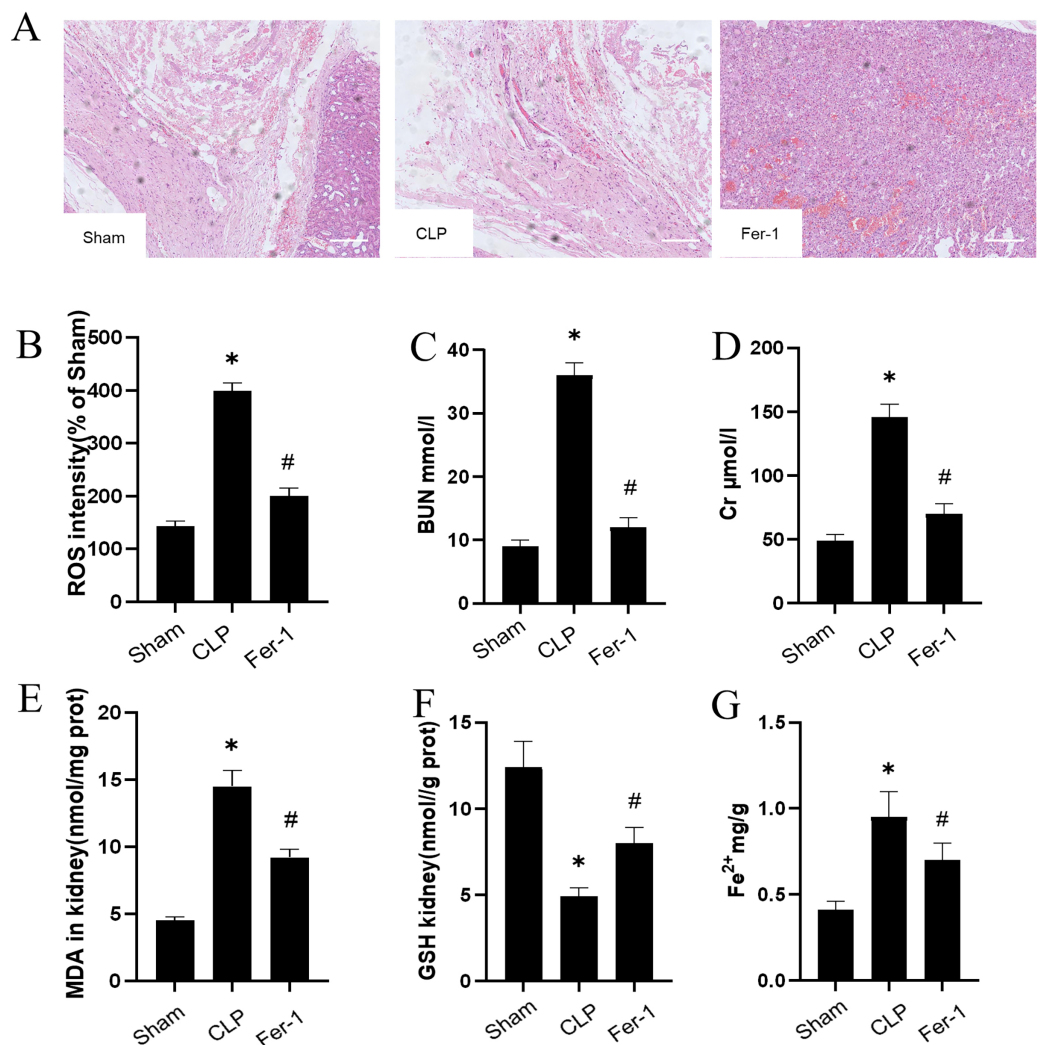 A
Sham
CLP
Fer-1
B
ROS intensity(% of Sham)
500
400
300
200
100
0
*
#
Sham
CLP
Fer-1
C
BUN mmol/l
40
30
20
10
0
*
#
Sham
CLP
Fer-1
D
Cr μmol/l
200
150
100
50
0
*
#
Sham
CLP
Fer-1
E
MDA in kidney(nmol/mg prot)
20
15
10
5
0
*
#
Sham
CLP
Fer-1
F
GSH kidney(nmol//g prot)
15
10
5
0
*
#
Sham
CLP
Fer-1
G
Fe²⁺mg/g
1.5
1.0
0.5
0.0
*
#
Sham
CLP
Fer-1